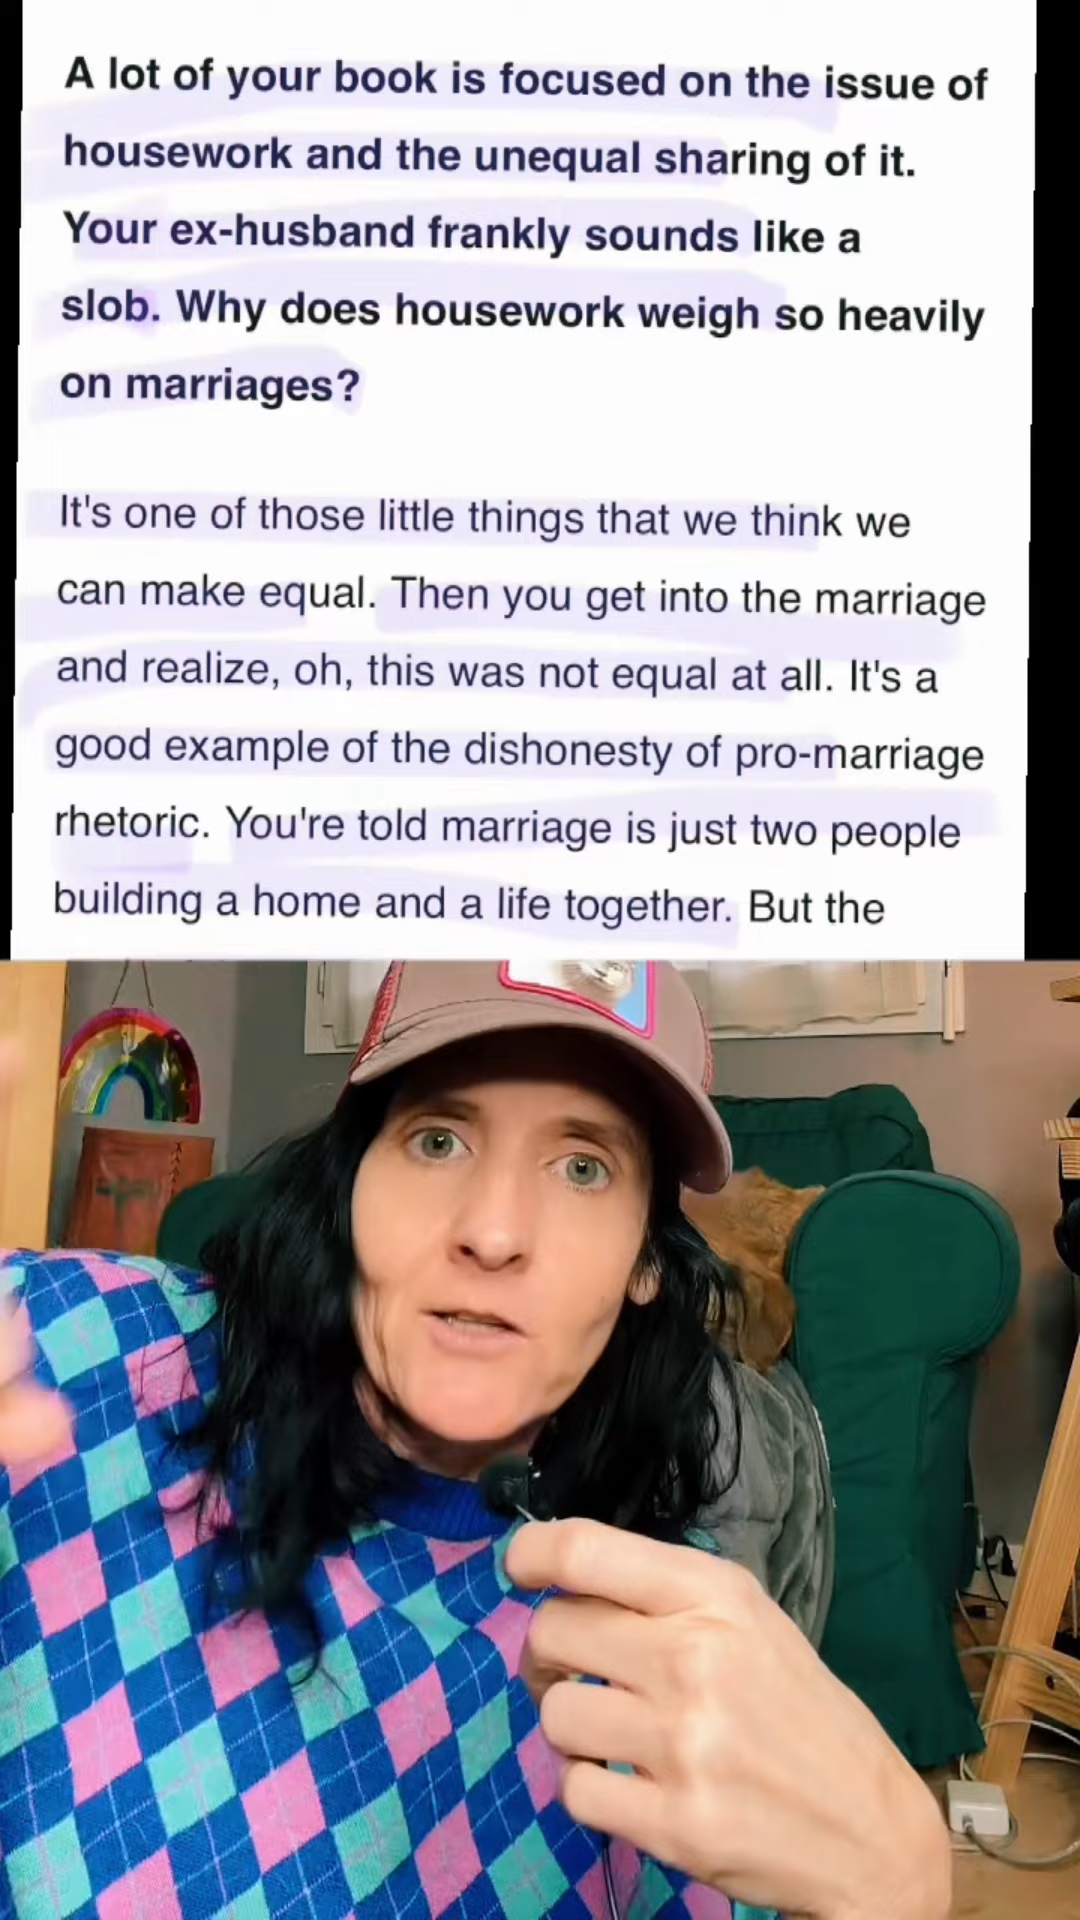 A lot of your book is focused on the issue of
housework and the unequal sharing of it.
Your ex-husband frankly sounds like a
slob. Why does housework weigh so heavily
on marriages?
It's one of those little things that we think we
can make equal. Then you get into the marriage
and realize, oh, this was not equal at all. It's a
good example of the dishonesty of pro-marriage
rhetoric. You're told marriage is just two people
building a home and a life together. But the